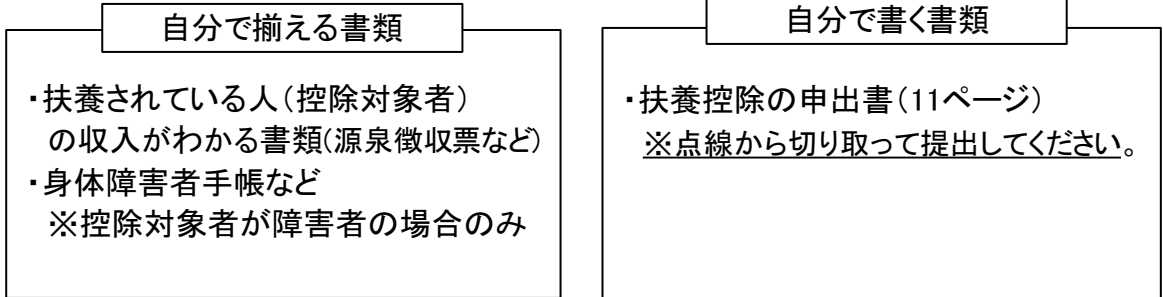 自分で揃える書類
・扶養されている人(控除対象者)
の収入がわかる書類(源泉徴収票など)
・身体障害者手帳など
※控除対象者が障害者の場合のみ
自分で書く書類
・扶養控除の申出書(11ページ)
※点線から切り取って提出してください。